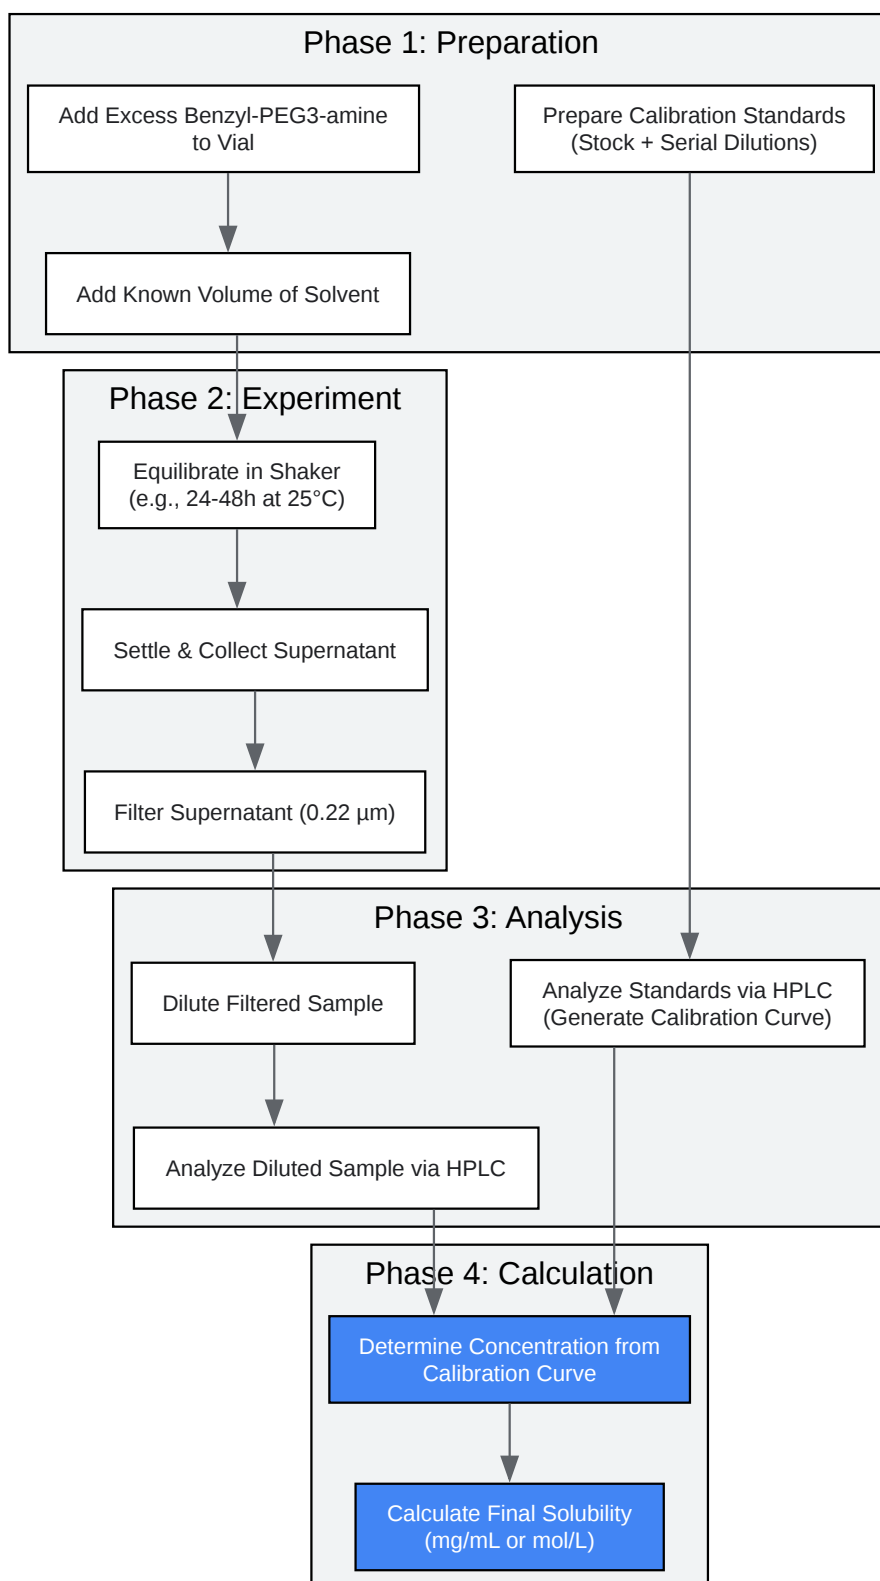 Phase 1: Preparation
Add Excess Benzyl-PEG3-amine
to Vial
Prepare Calibration Standards
(Stock + Serial Dilutions)
Add Known Volume of Solvent
Phase 2: Experiment
Equilibrate in Shaker
(e.g., 24-48h at 25°C)
Settle & Collect Supernatant
Filter Supernatant (0.22 µm)
Phase 3: Analysis
Dilute Filtered Sample
Analyze Standards via HPLC
(Generate Calibration Curve)
Analyze Diluted Sample via HPLC
Phase 4: Calculation
Determine Concentration from
Calibration Curve
Calculate Final Solubility
(mg/mL or mol/L)